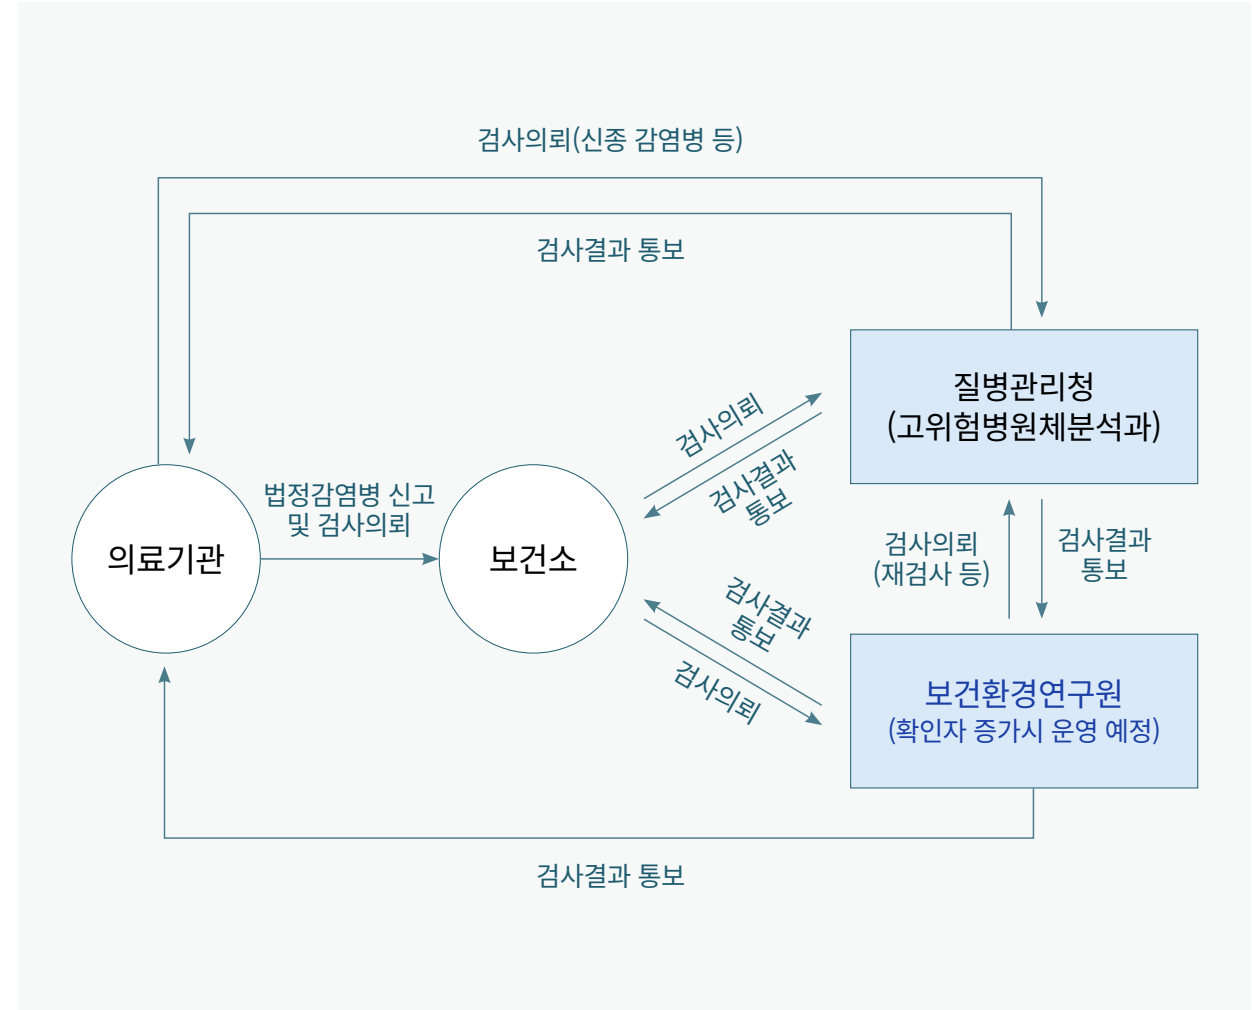 검사의뢰(신종 감염병 등)
검사결과 통보
질병관리청
(고위험병원체분석과)
검사의뢰
검사결과
통보
법정감염병 신고
및 검사의뢰
의료기관
보건소
검사의뢰
(재검사 등)
검사결과
통보
검사결과
통보
검사의뢰
보건환경연구원
(확인자 증가시 운영 예정)
검사결과 통보